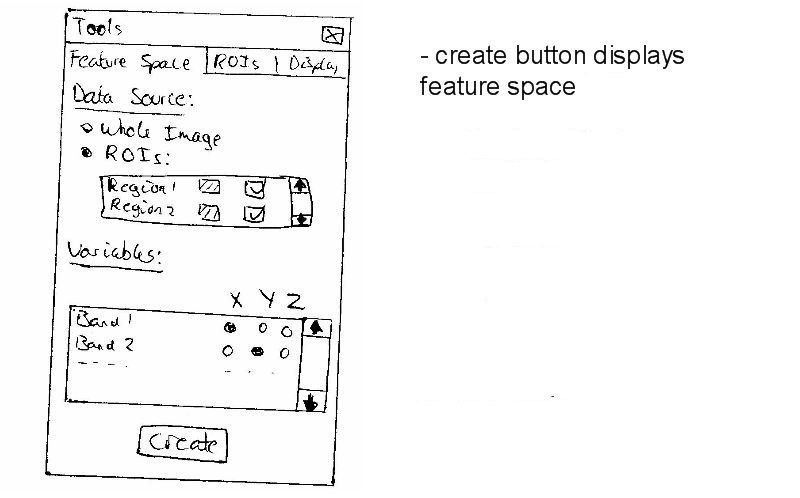 Tools
Feature Space | ROIs | Display
Data Source:
Whole Image
ROIs:
Region 1
Region 2
Variables:
X Y Z
Band 1
Band 2
Create
- create button displays
feature space